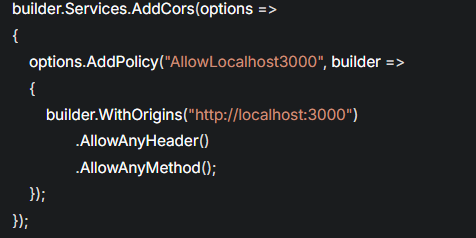 builder.Services.AddCors(options =>
{
options.AddPolicy("AllowLocalhost3000", builder =>
{
builder.WithOrigins("http://localhost:3000")
.AllowAnyHeader()
.AllowAnyMethod();
});
});